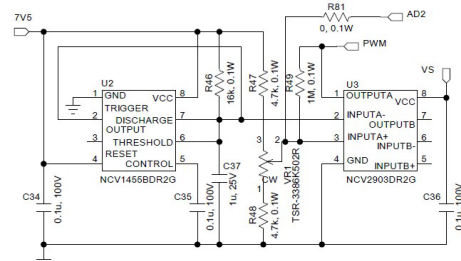 R81
AD2
7V5
0, 0.1W
PWM
VS
U2
R46
16k, 0.1W
R47
4.7k, 0.1W
R49
1M, 0.1W
U3
1 GND VCC 8
TRIGGER
2 DISCHARGE 7
OUTPUT
3 THRESHOLD 6
RESET
4 CONTROL 5
NCV1455BDR2G
1 OUTPUTA VCC 8
2 INPUTA- OUTPUTB 7
3 INPUTA+ INPUTB- 6
4 GND INPUTB+ 5
NCV2903DR2G
3
2
CW
1
VR1
TSR-3386K-502R
C37
1u, 25V
C34
0.1u, 100V
C35
0.1u, 100V
R48
4.7k, 0.1W
C36
0.1u, 100V